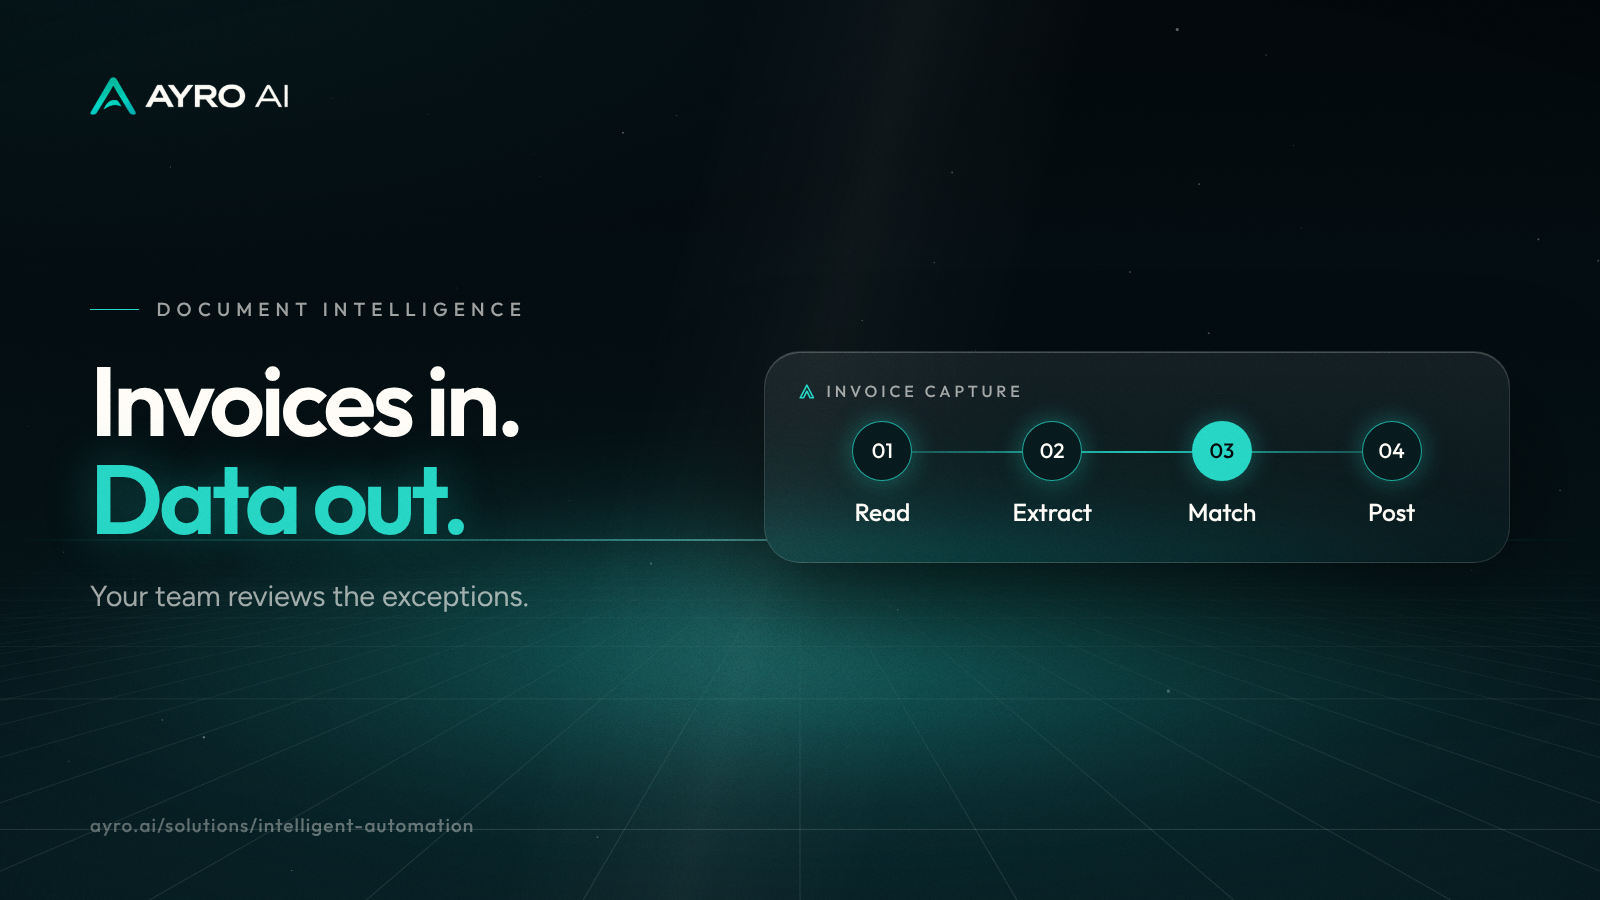 AYRO AI
DOCUMENT INTELLIGENCE
Invoices in.
Data out.
Your team reviews the exceptions.
INVOICE CAPTURE
01 02 03 04
Read Extract Match Post
ayro.ai/solutions/intelligent-automation